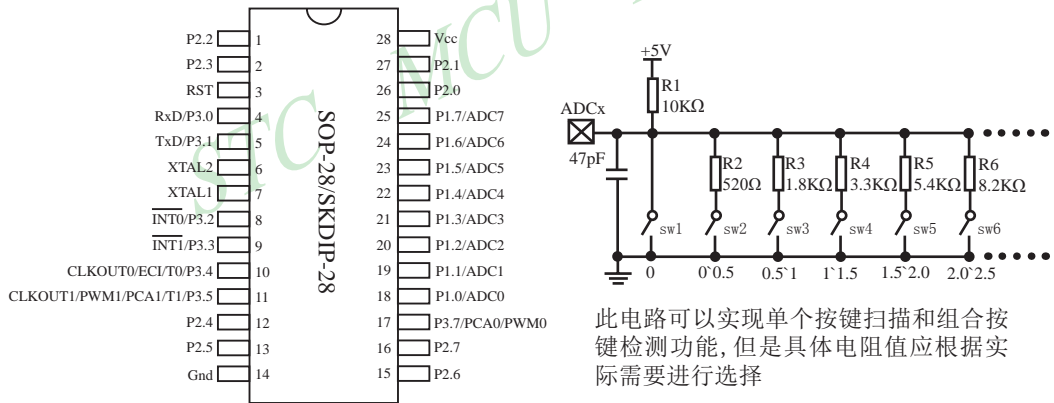 STC MCU
P2.2 1
P2.3 2
RST 3
RxD/P3.0 4
TxD/P3.1 5
XTAL2 6
XTAL1 7
INT0/P3.2 8
INT1/P3.3 9
CLKOUT0/ECI/T0/P3.4 10
CLKOUT1/PWM1/PCA1/T1/P3.5 11
P2.4 12
P2.5 13
Gnd 14
SOP-28/SKDIP-28
28 Vcc
27 P2.1
26 P2.0
25 P1.7/ADC7
24 P1.6/ADC6
23 P1.5/ADC5
22 P1.4/ADC4
21 P1.3/ADC3
20 P1.2/ADC2
19 P1.1/ADC1
18 P1.0/ADC0
17 P3.7/PCA0/PWM0
16 P2.7
15 P2.6
+5V
R1
10KΩ
ADCx
47pF
R2 R3 R4 R5 R6
520Ω 1.8KΩ 3.3KΩ 5.4KΩ 8.2KΩ
sw1 sw2 sw3 sw4 sw5 sw6
0 0`0.5 0.5`1 1`1.5 1.5`2.0 2.0`2.5
此电路可以实现单个按键扫描和组合按
键检测功能,但是具体电阻值应根据实
际需要进行选择